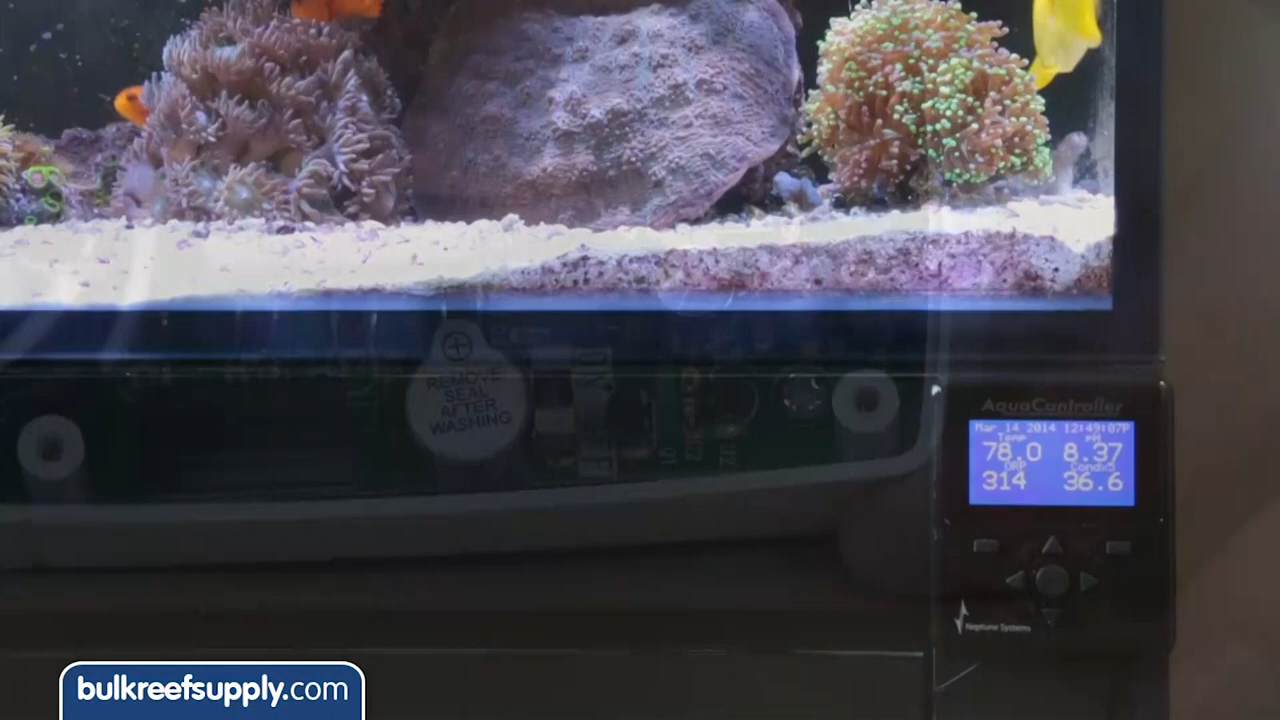 REMOVE
SEAL
AFTER
WASHING
AquaController
Mar 14 2014 12:49:07P
Temp pH
78.0 8.37
ORP Condx5
314 36.6
Neptune Systems
bulkreefsupply.com